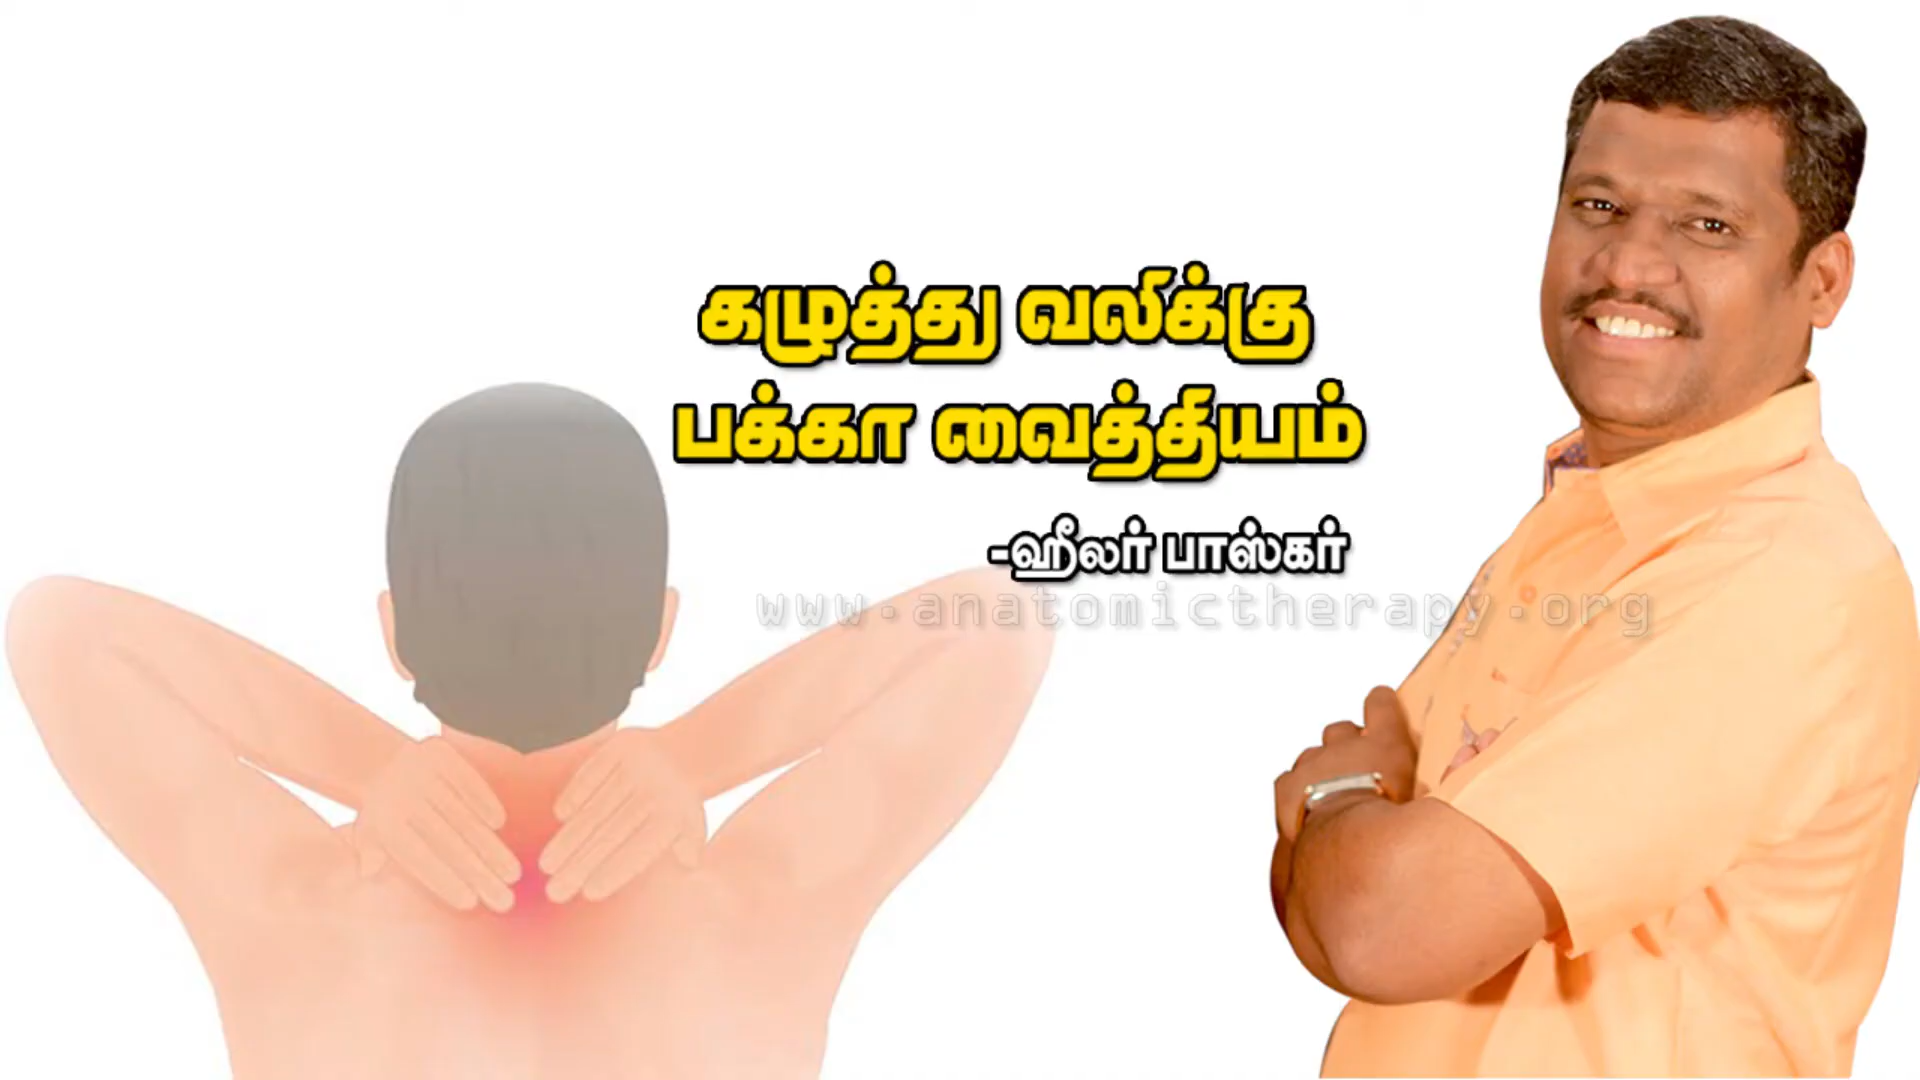 கழுத்து வலிக்கு
பக்கா வைத்தியம்
-ஹீலர் பாஸ்கர்
www.anatomictherapy.org